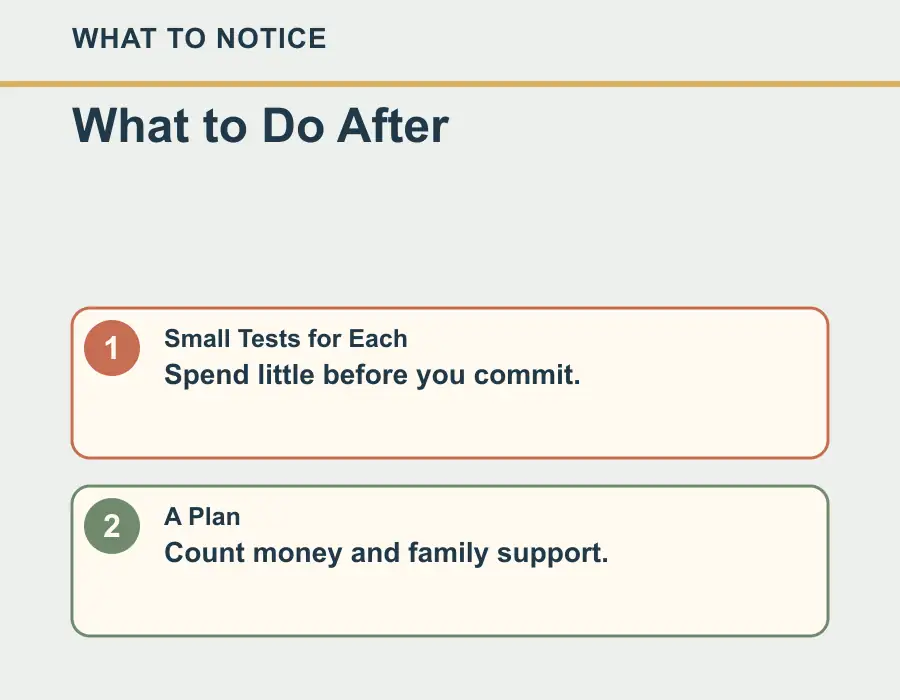 WHAT TO NOTICE
What to Do After
1
Small Tests for Each
Spend little before you commit.
2
A Plan
Count money and family support.